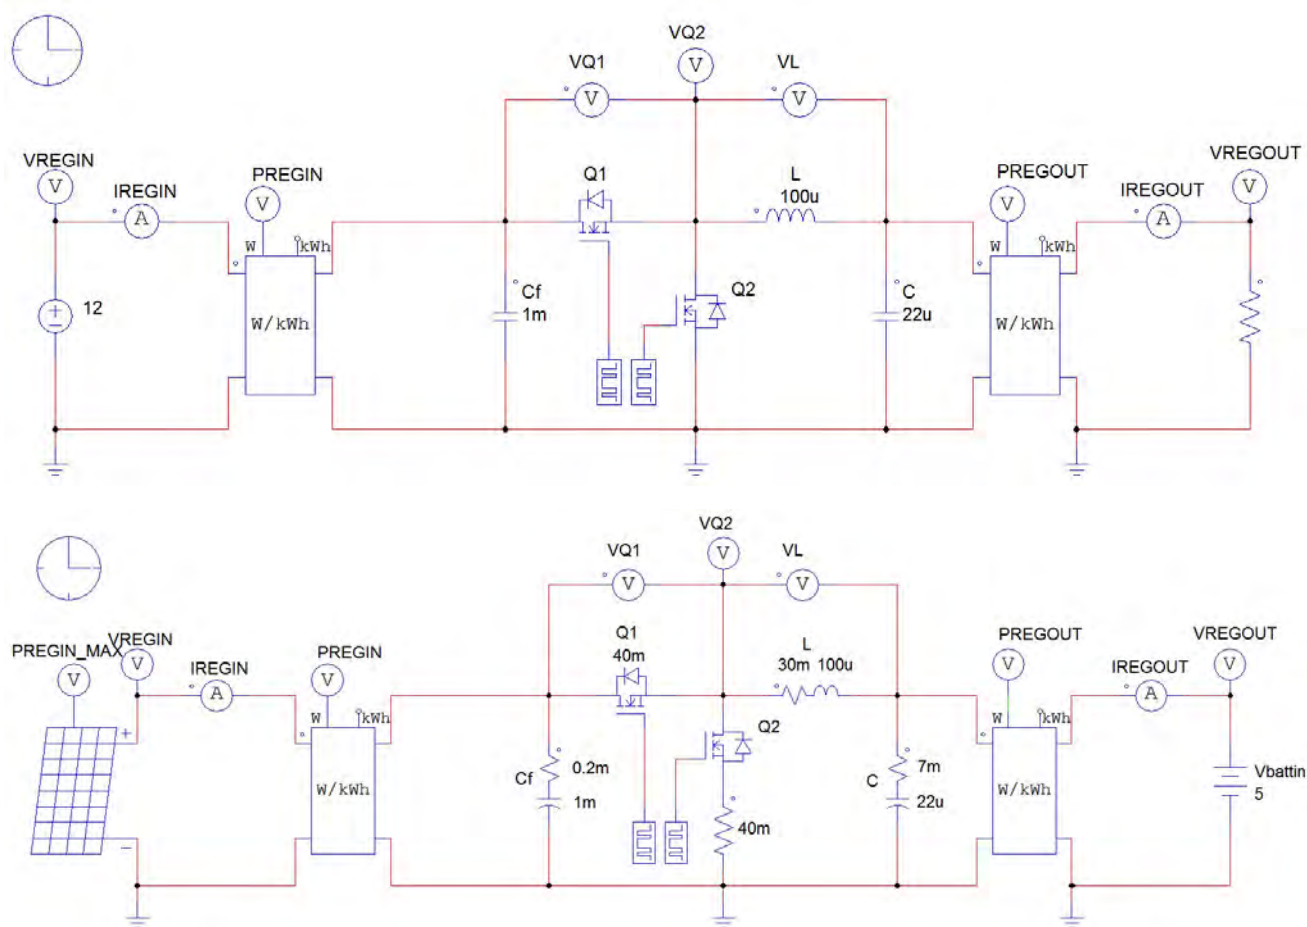 VQ2
V
VQ1
VL
V
V
VREGIN
V
IREGIN
A
PREGIN
V
W
kWh
W/kWh
12
Q1
L
100u
Cf
1m
Q2
C
22u
PREGOUT
V
W
kWh
W/kWh
IREGOUT
A
VREGOUT
V
VQ2
V
VQ1
VL
V
V
PREGIN_MAX
V
VREGIN
V
IREGIN
A
PREGIN
V
W
kWh
W/kWh
+
−
Q1
40m
L
30m 100u
Cf
0.2m
1m
Q2
40m
C
7m
22u
PREGOUT
V
W
kWh
W/kWh
IREGOUT
A
VREGOUT
V
Vbattin
5